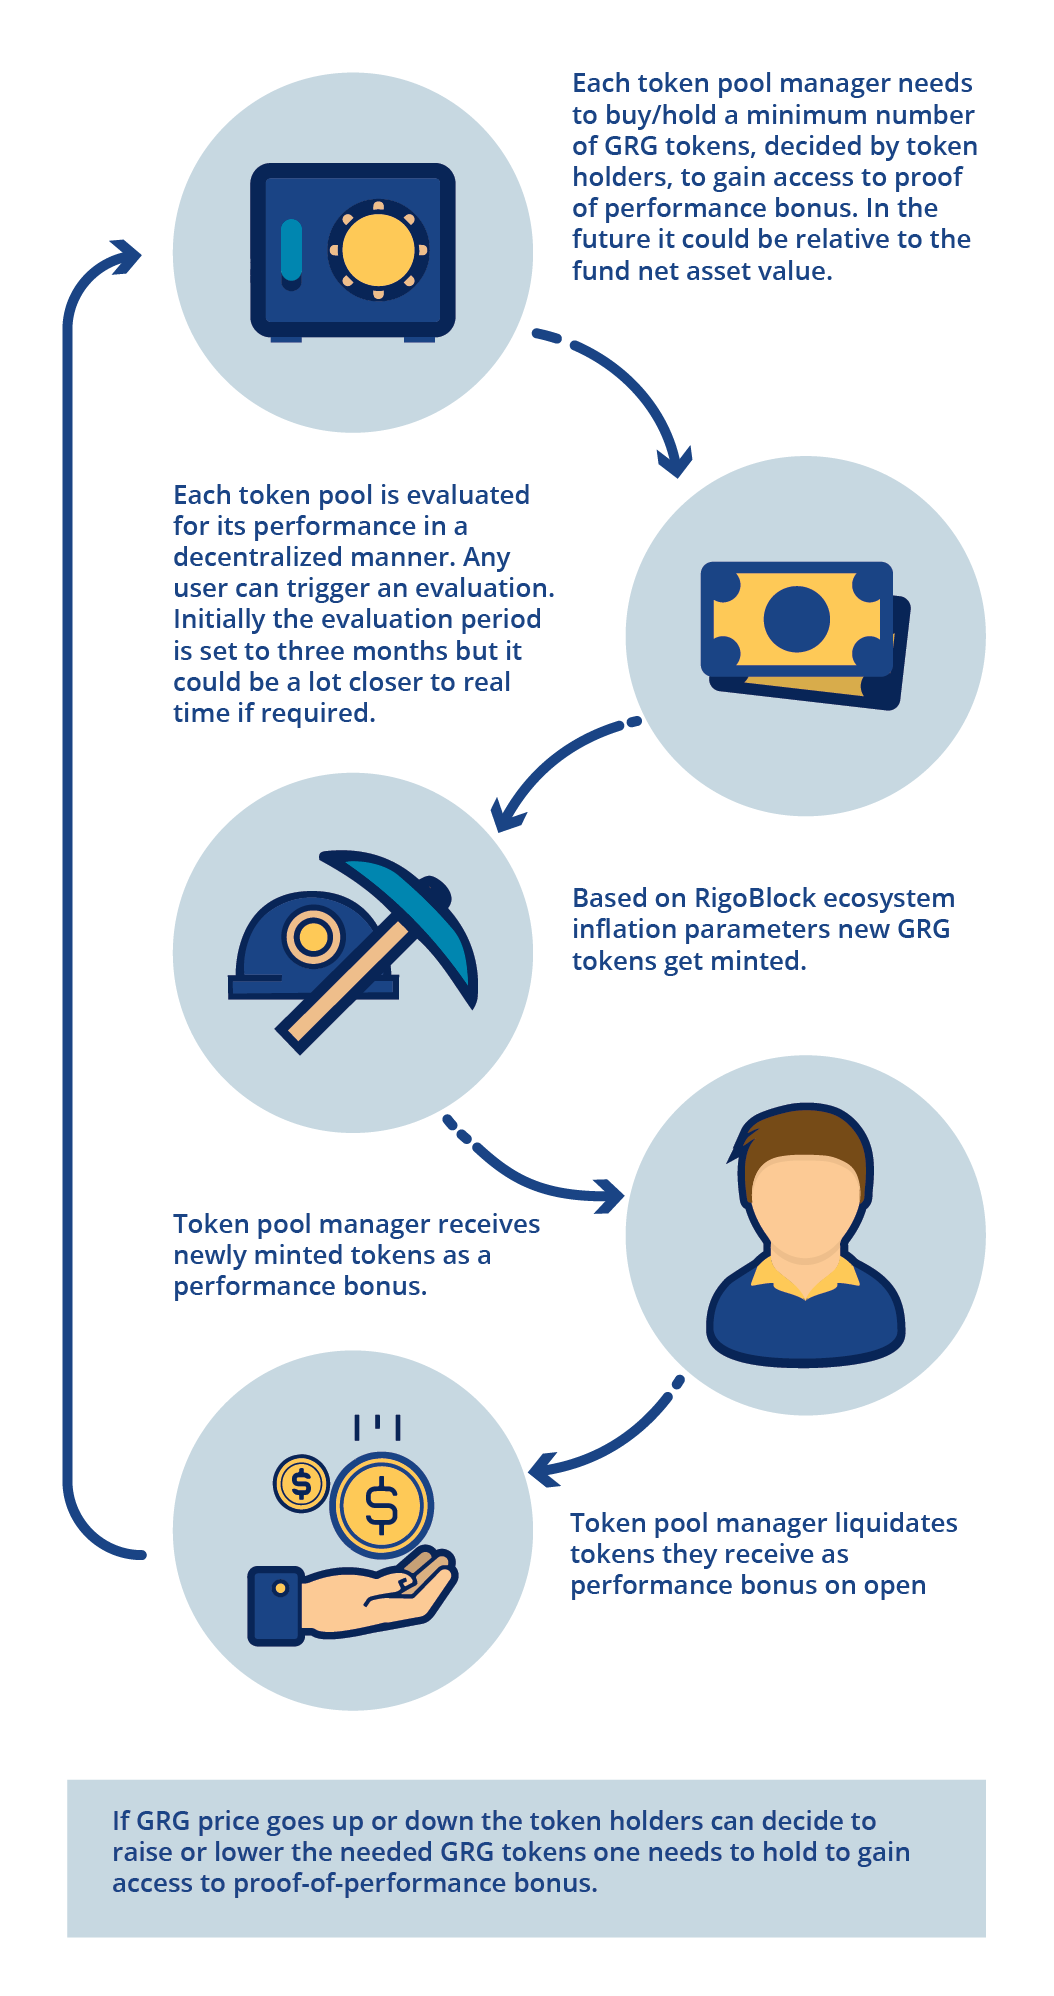 Each token pool manager needs
to buy/hold a minimum number
of GRG tokens, decided by token
holders, to gain access to proof
of performance bonus. In the
future it could be relative to the
fund net asset value.
Each token pool is evaluated
for its performance in a
decentralized manner. Any
user can trigger an evaluation.
Initially the evaluation period
is set to three months but it
could be a lot closer to real
time if required.
Based on RigoBlock ecosystem
inflation parameters new GRG
tokens get minted.
Token pool manager receives
newly minted tokens as a
performance bonus.
$ $
Token pool manager liquidates
tokens they receive as
performance bonus on open
If GRG price goes up or down the token holders can decide to
raise or lower the needed GRG tokens one needs to hold to gain
access to proof-of-performance bonus.